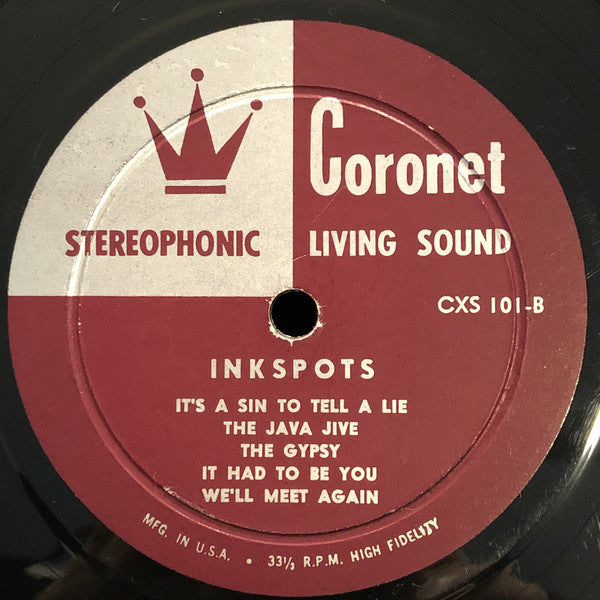 Coronet
STEREOPHONIC LIVING SOUND
CXS 101-B
INKSPOTS
IT'S A SIN TO TELL A LIE
THE JAVA JIVE
THE GYPSY
IT HAD TO BE YOU
WE'LL MEET AGAIN
MFG. IN U.S.A. • 33⅓ R.P.M. HIGH FIDELITY